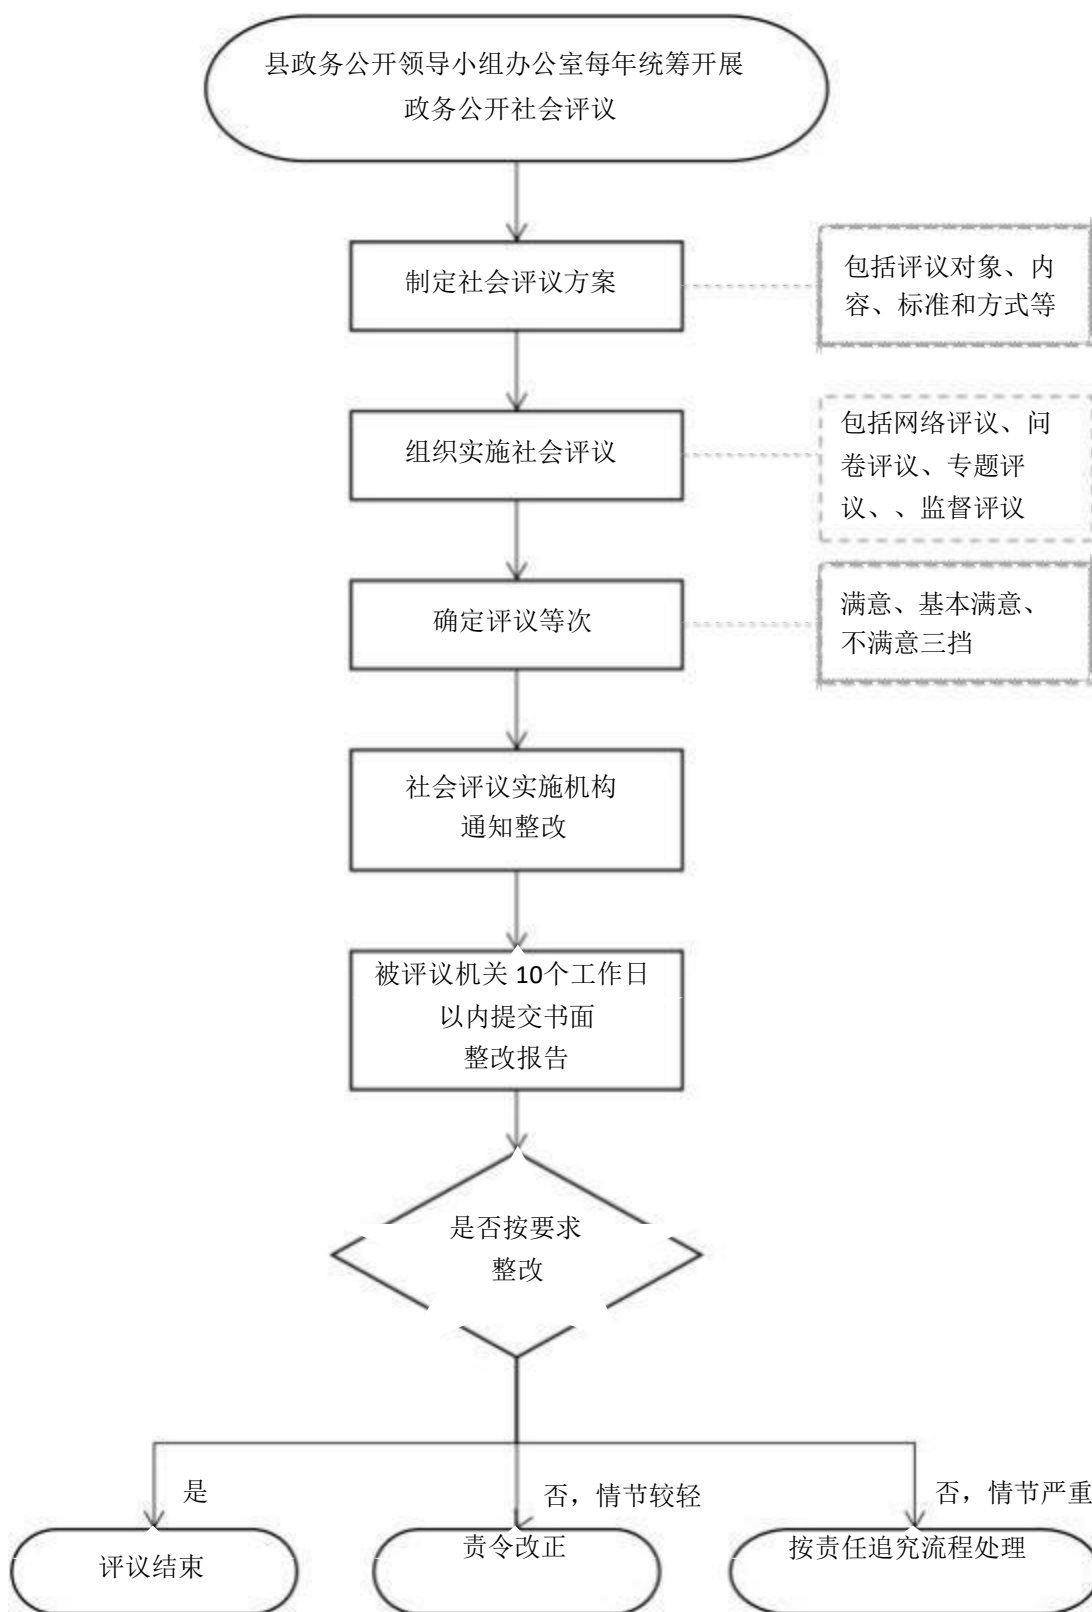 县政务公开领导小组办公室每年统筹开展
政务公开社会评议
制定社会评议方案
包括评议对象、内
容、标准和方式等
组织实施社会评议
包括网络评议、问
卷评议、专题评
议、、监督评议
确定评议等次
满意、基本满意、
不满意三挡
社会评议实施机构
通知整改
被评议机关 10个工作日
以内提交书面
整改报告
是否按要求
整改
是
否，情节较轻
否，情节严重
评议结束
责令改正
按责任追究流程处理